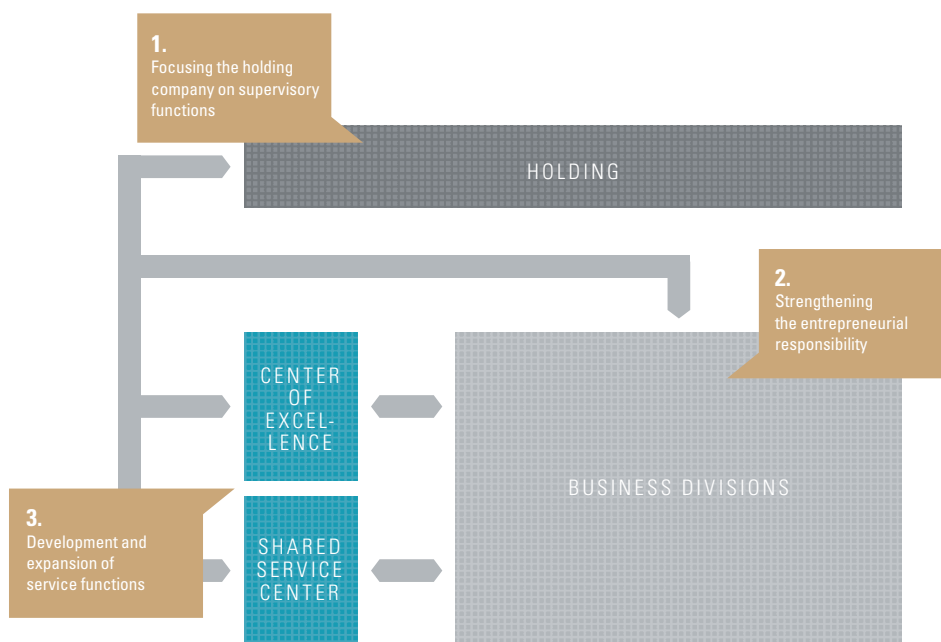 1.
Focusing the holding
company on supervisory
functions
HOLDING
2.
Strengthening
the entrepreneurial
responsibility
CENTER
OF
EXCEL-
LENCE
BUSINESS DIVISIONS
3.
Development and
expansion of
service functions
SHARED
SERVICE
CENTER